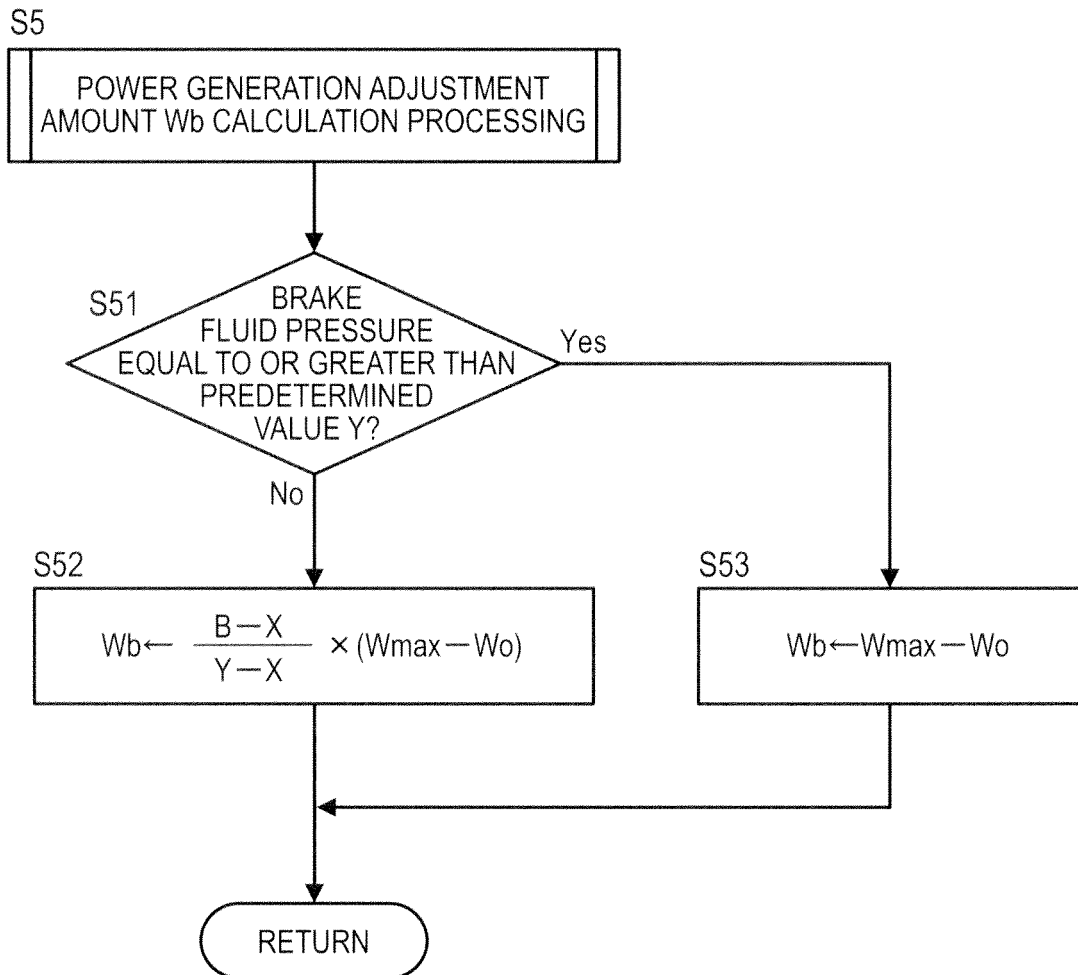 S5
POWER GENERATION ADJUSTMENT
AMOUNT Wb CALCULATION PROCESSING
S51
BRAKE
FLUID PRESSURE
EQUAL TO OR GREATER THAN
PREDETERMINED
VALUE Y?
Yes
No
S52
Wb← B−X / Y−X ×(Wmax−Wo)
S53
Wb←Wmax−Wo
RETURN